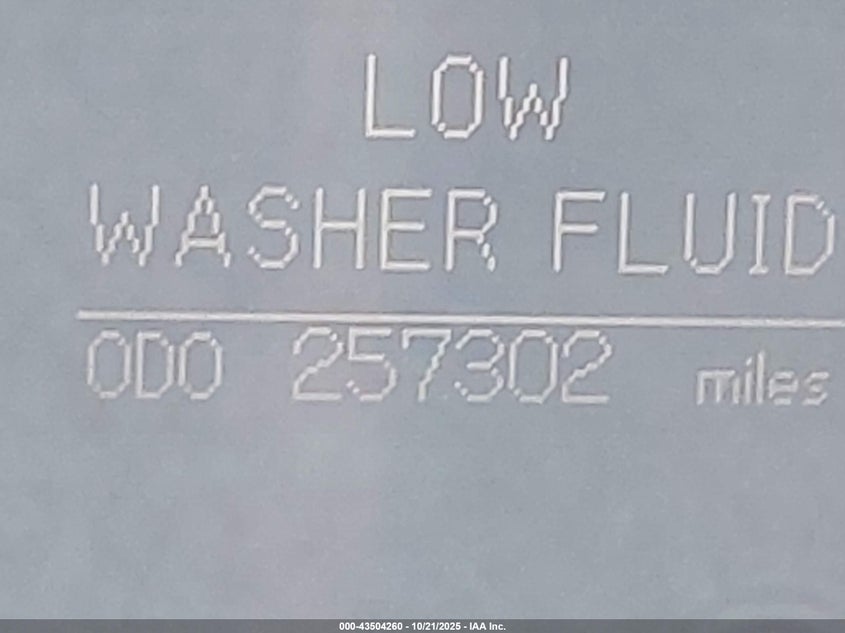 LOW
WASHER FLUID
ODO 257302 miles
000-43504260 - 10/21/2025 - IAA Inc.